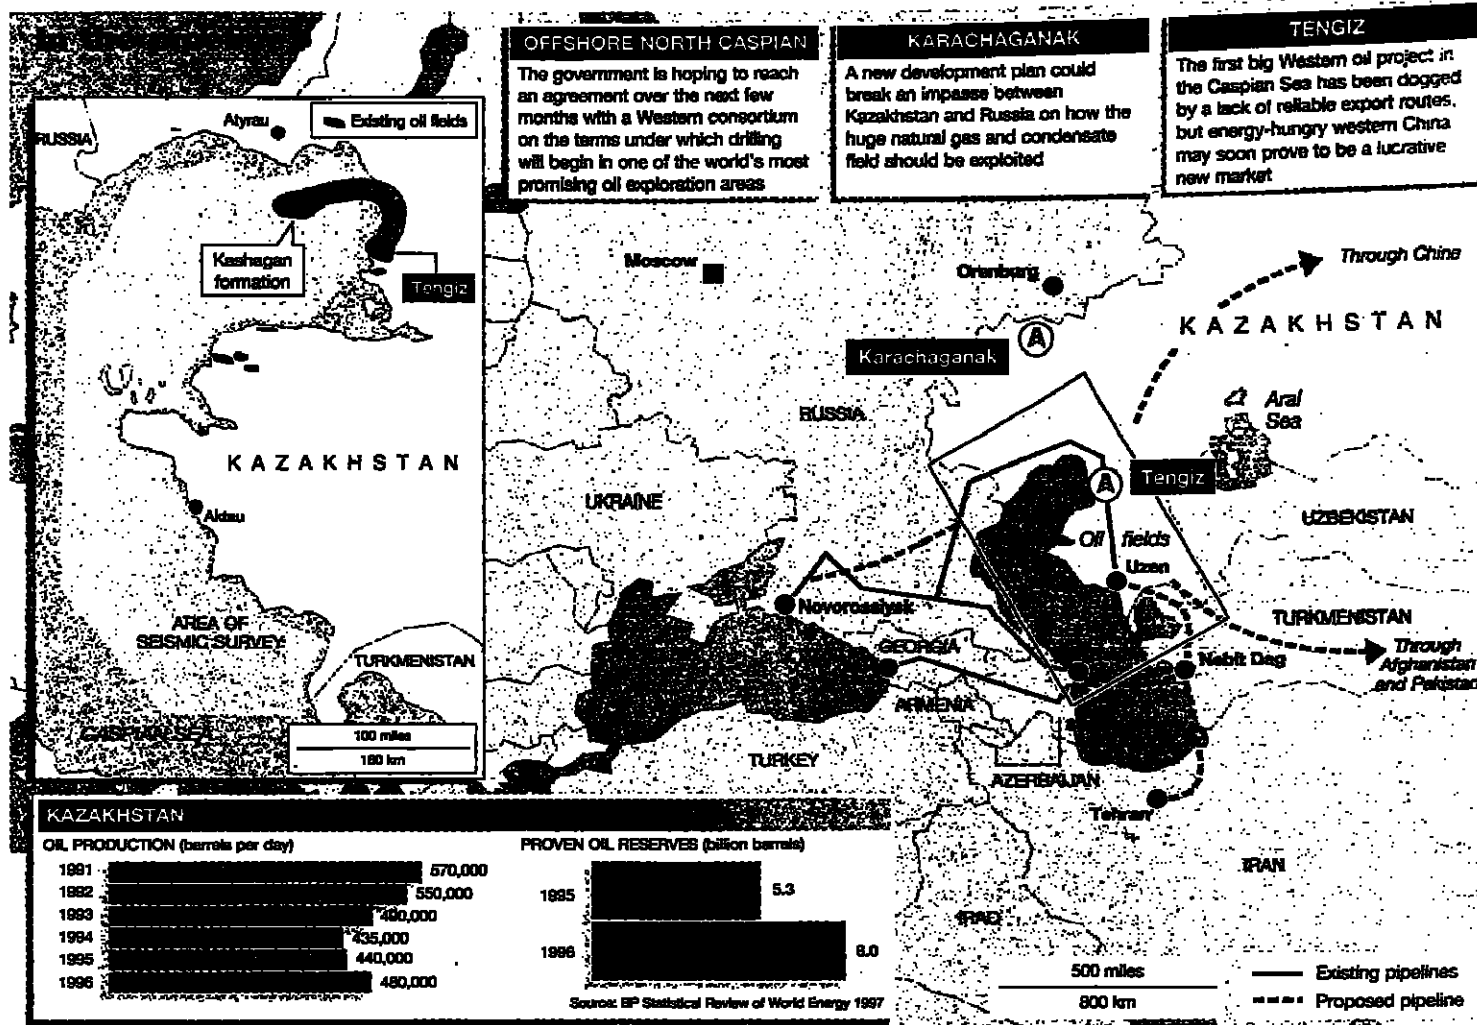 OFFSHORE NORTH CASPIAN
The government is hoping to reach
an agreement over the next few
months with a Western consortium
on the terms under which drilling
will begin in one of the world's most
promising oil exploration areas
KARACHAGANAK
A new development plan could
break an impasse between
Kazakhstan and Russia on how the
huge natural gas and condensate
field should be exploited
TENGIZ
The first big Western oil project in
the Caspian Sea has been dogged
by a lack of reliable export routes,
but energy-hungry western China
may soon prove to be a lucrative
new market
RUSSIA
Atyrau
Existing oil fields
Kashagan
formation
Tengiz
KAZAKHSTAN
Aktau
AREA OF
SEISMIC SURVEY
TURKMENISTAN
CASPIAN SEA
100 miles
160 km
Moscow
Orenburg
Through China
KAZAKHSTAN
A
Karachaganak
RUSSIA
Aral
Sea
UKRAINE
A
Tengiz
UZBEKISTAN
Oil fields
Uzen
Novorossiysk
TURKMENISTAN
GEORGIA
Nebit Dag
Through
Afghanistan
and Pakistan
ARMENIA
TURKEY
AZERBAIJAN
Tehran
IRAN
IRAQ
500 miles
800 km
Existing pipelines
Proposed pipeline
KAZAKHSTAN
OIL PRODUCTION (barrels per day)
1991 570,000
1992 550,000
1993 490,000
1994 435,000
1995 440,000
1996 480,000
PROVEN OIL RESERVES (billion barrels)
1995 5.3
1996 8.0
Source: BP Statistical Review of World Energy 1997